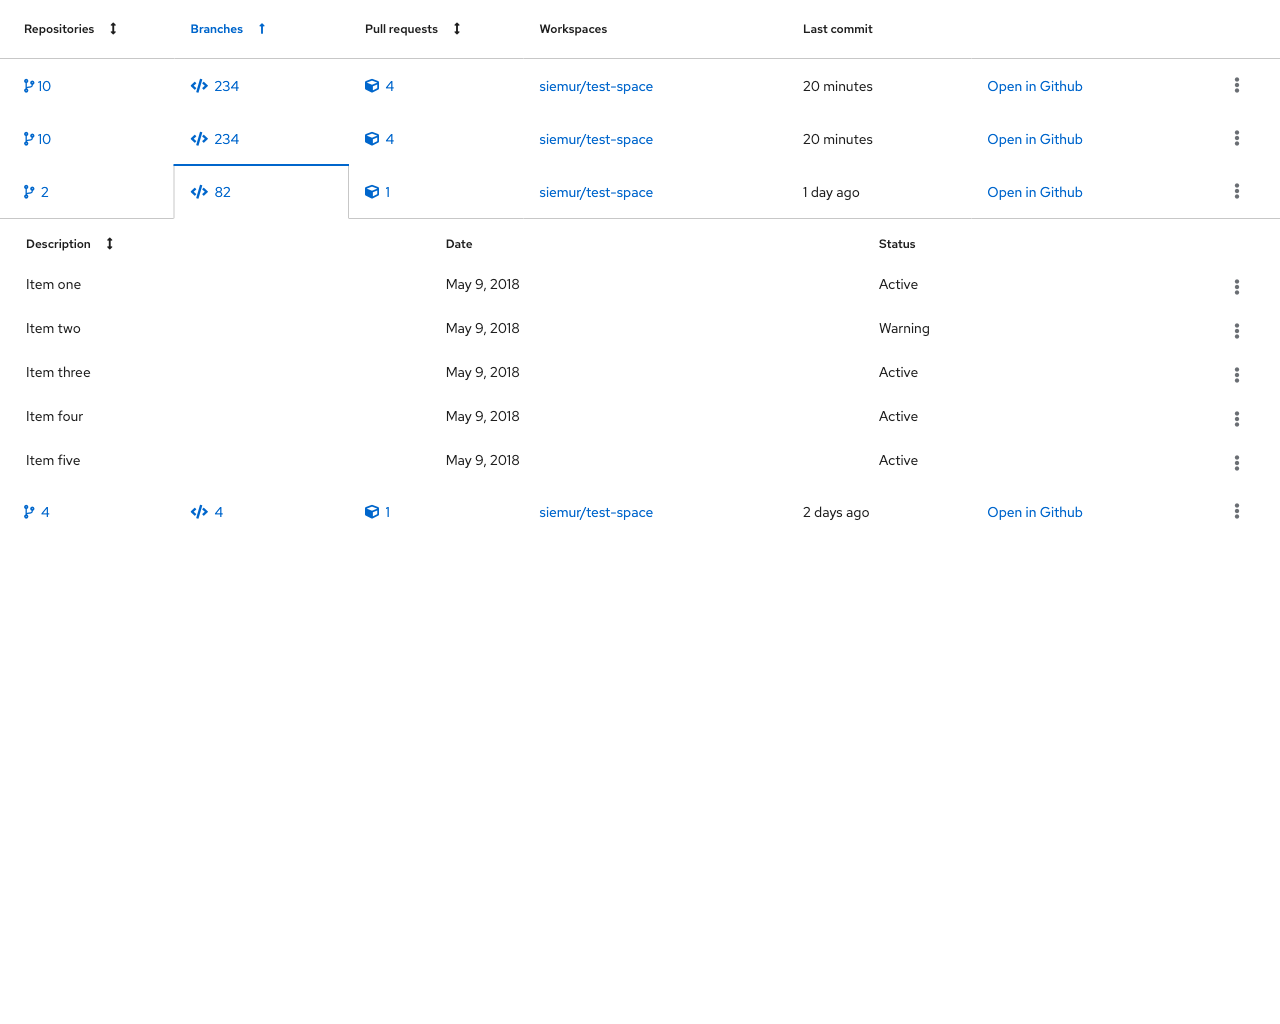 Repositories Branches Pull requests Workspaces Last commit
10 234 4 siemur/test-space 20 minutes Open in Github
10 234 4 siemur/test-space 20 minutes Open in Github
2 82 1 siemur/test-space 1 day ago Open in Github
Description Date Status
Item one May 9, 2018 Active
Item two May 9, 2018 Warning
Item three May 9, 2018 Active
Item four May 9, 2018 Active
Item five May 9, 2018 Active
4 4 1 siemur/test-space 2 days ago Open in Github